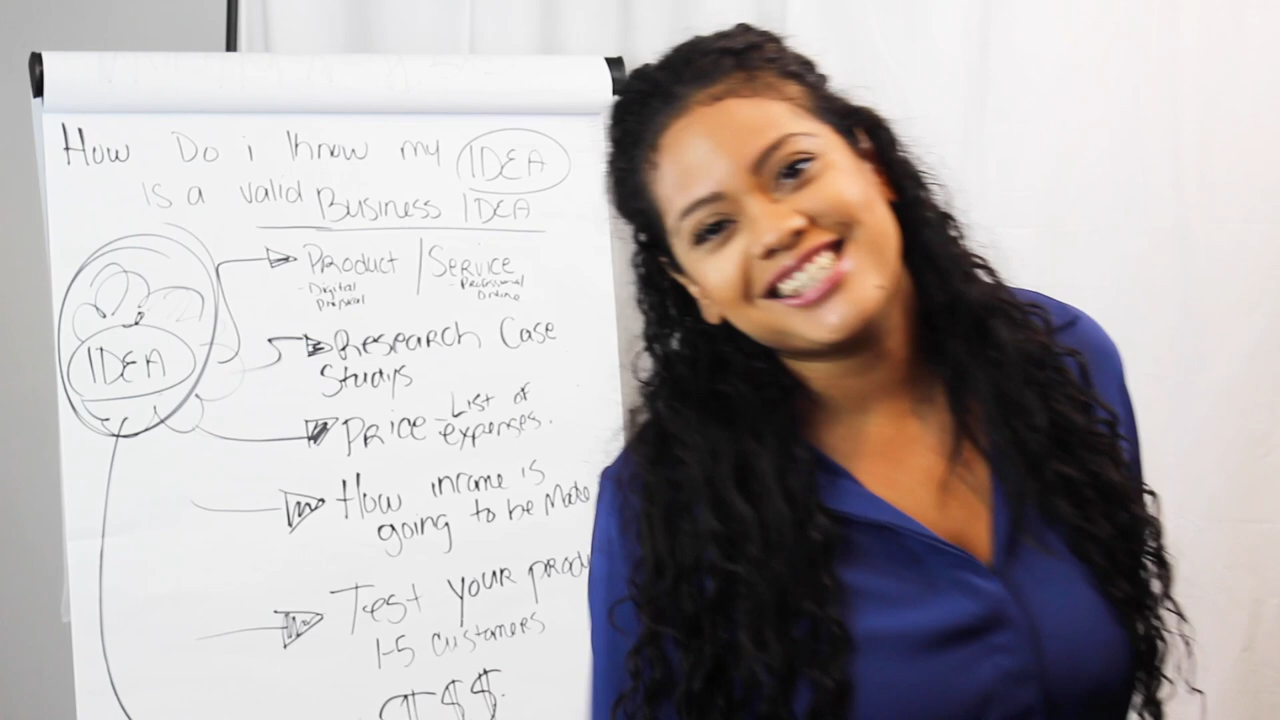 How Do i Know my IDEA
is a valid Business IDEA
Product / Service
- Digital
- Professional
Online
IDEA
Research Case
Studys
Price - List of
expenses.
How income is
going to be Made
Test your produ
1-5 customers
$$$.